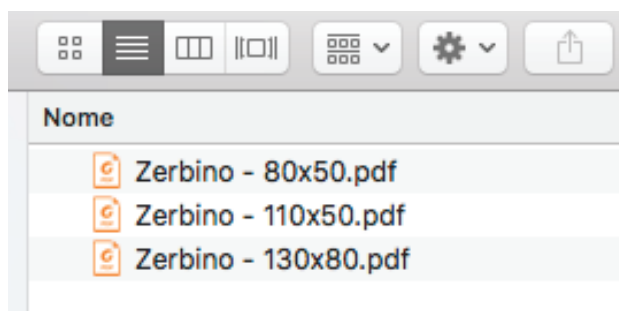 Nome
Zerbino - 80x50.pdf
Zerbino - 110x50.pdf
Zerbino - 130x80.pdf